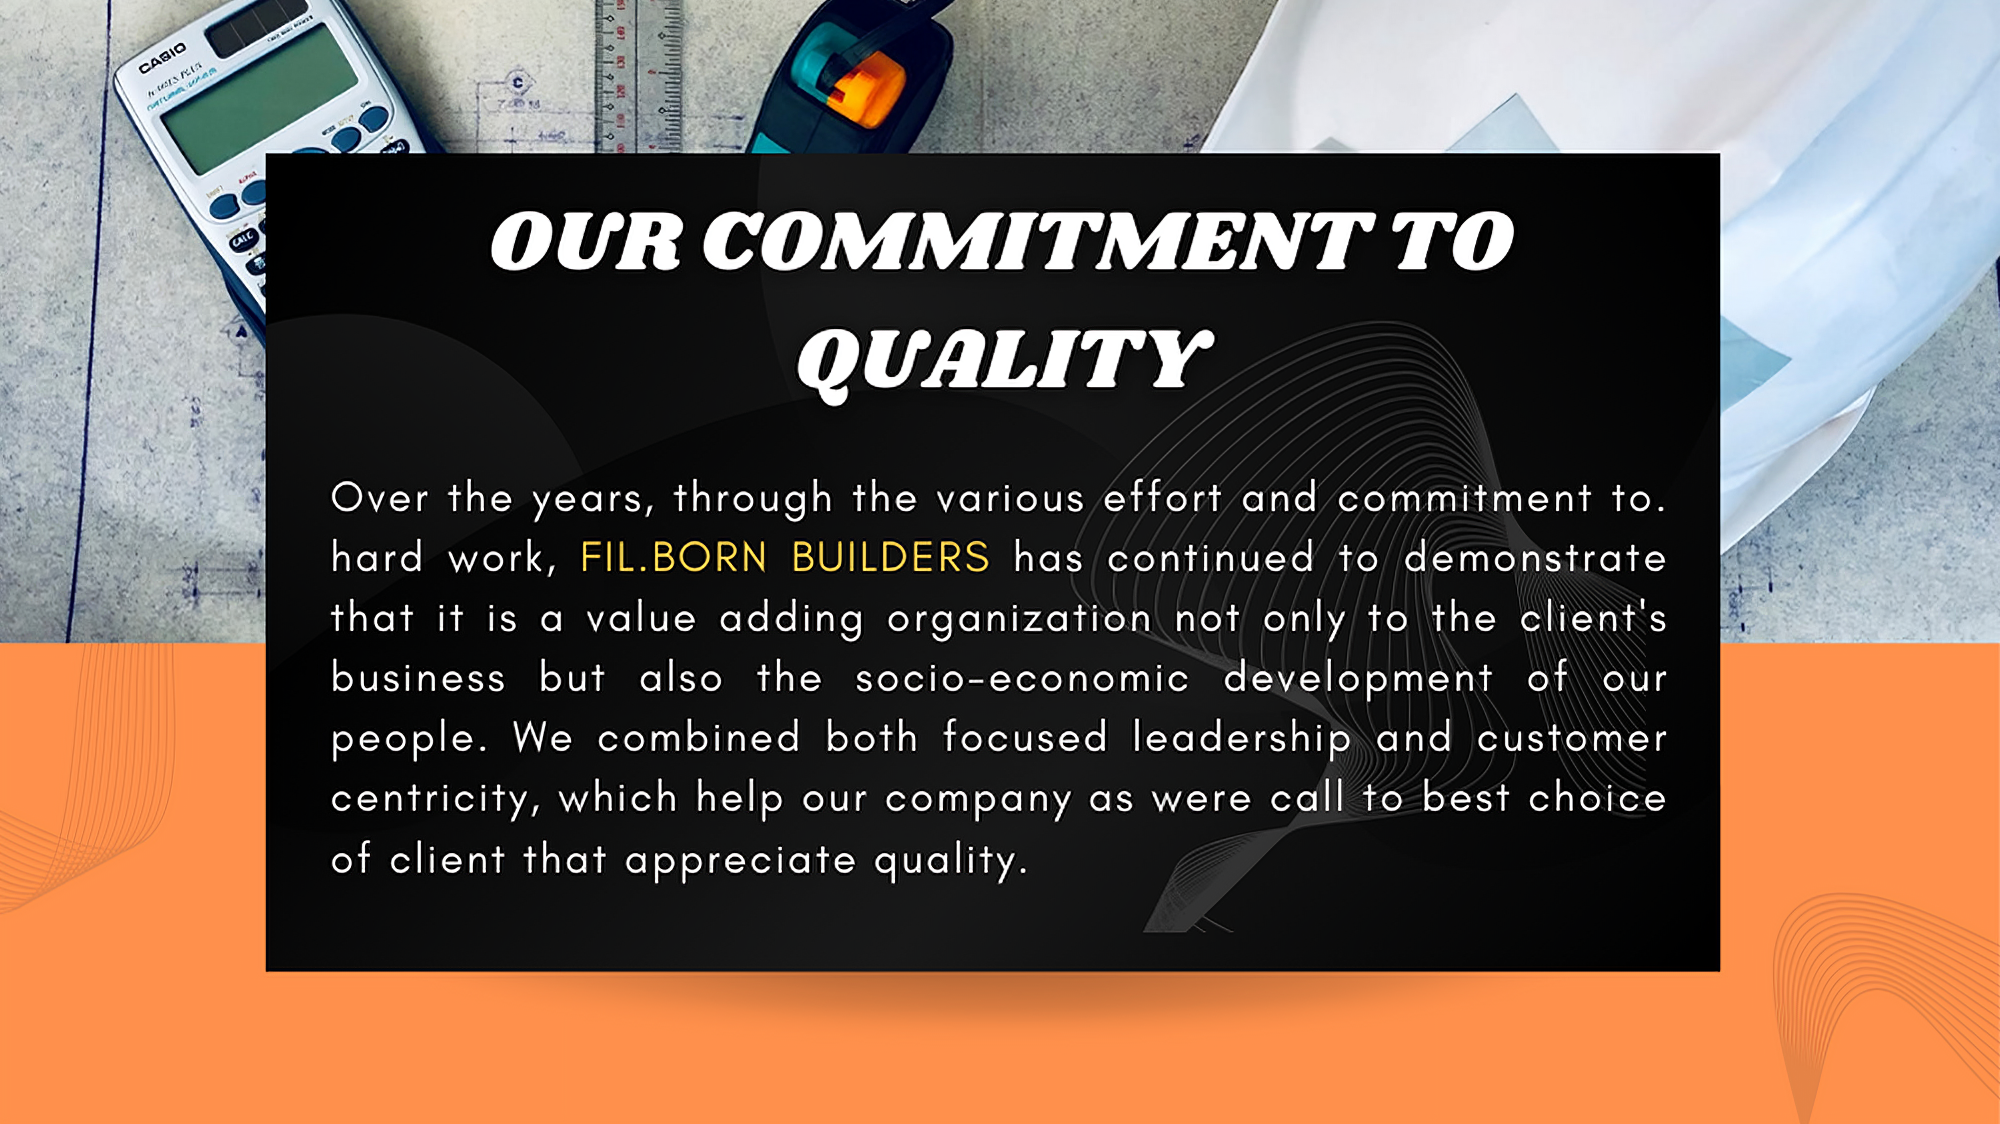 CASIO
C
OUR COMMITMENT TO
QUALITY
CALC
A
Over the years, through the various effort and commitment to.
hard work, FIL.BORN BUILDERS has continued to demonstrate
that it is a value adding organization not only to the client's
business but also the socio-economic development of our
people. We combined both focused leadership and customer
centricity, which help our company as were call to best choice
of client that appreciate quality.